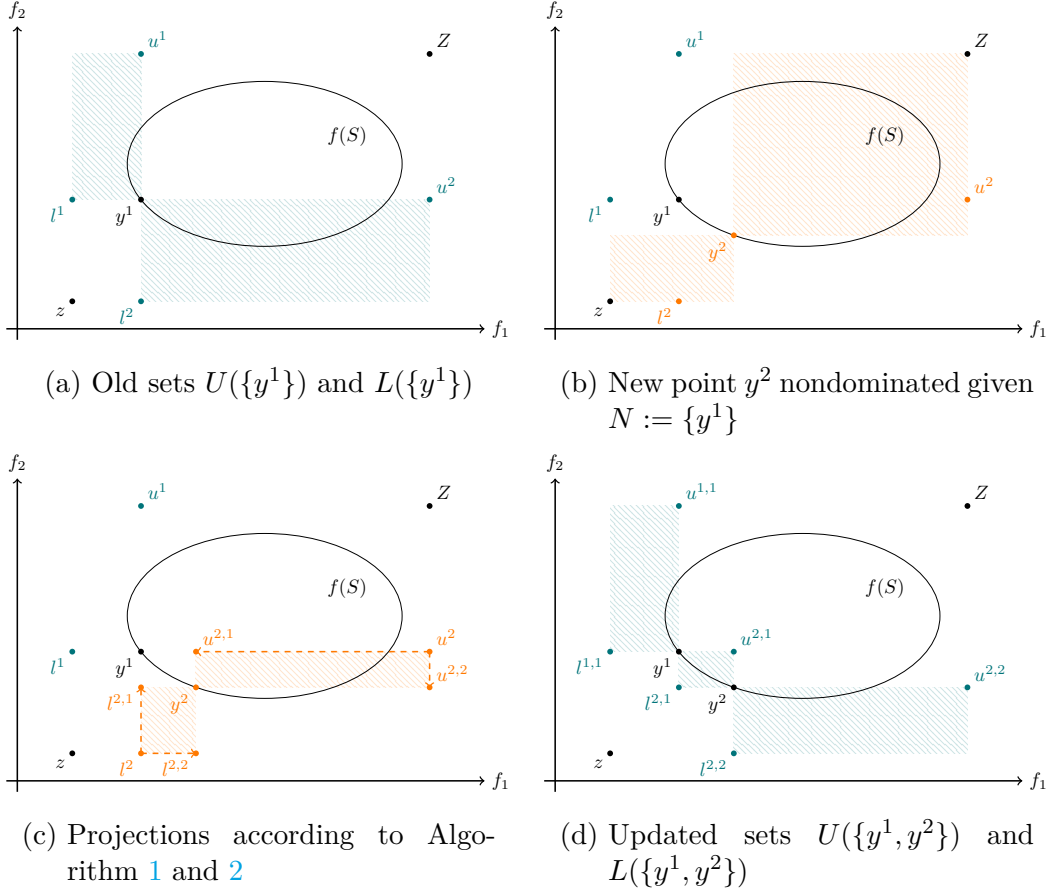 f₂
u¹
Z
f(S)
u²
l¹
y¹
z
l²
f₁
(a) Old sets U({y¹}) and L({y¹})
f₂
u¹
Z
f(S)
u²
l¹
y¹
y²
z
l²
f₁
(b) New point y² nondominated given
N := {y¹}
f₂
u¹
Z
f(S)
u²,¹
u²
l¹
y¹
u²,²
l²,¹
y²
z
l²
l²,²
f₁
(c) Projections according to Algo-
rithm 1 and 2
f₂
u¹,¹
Z
f(S)
u²,¹
l¹,¹
y¹
u²,²
l²,¹
y²
z
l²,²
f₁
(d) Updated sets U({y¹, y²}) and
L({y¹, y²})